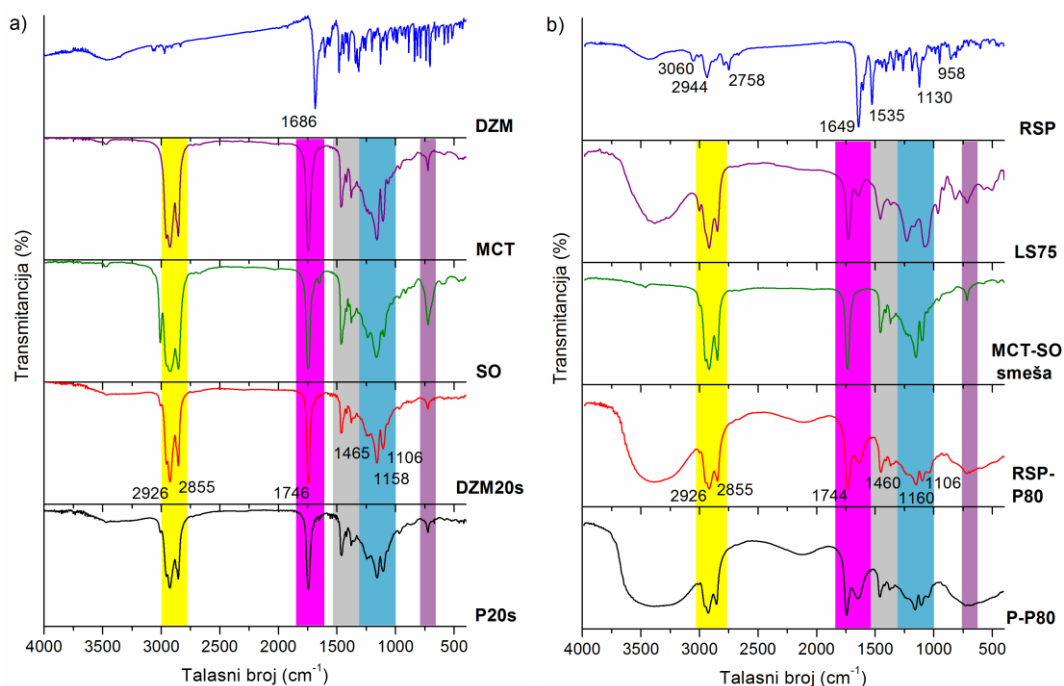 a)
1686
DZM
MCT
SO
2926
2855
1746
1465
1158
1106
DZM20s
P20s
4000 3500 3000 2500 2000 1500 1000 500
Talasni broj (cm-1)
Transmitancija (%)
b)
3060
2944
2758
1649
1535
1130
958
RSP
LS75
MCT-SO
smeša
2926
2855
1744
1460
1160
1106
RSP-
P80
P-P80
4000 3500 3000 2500 2000 1500 1000 500
Talasni broj (cm-1)
Transmitancija (%)